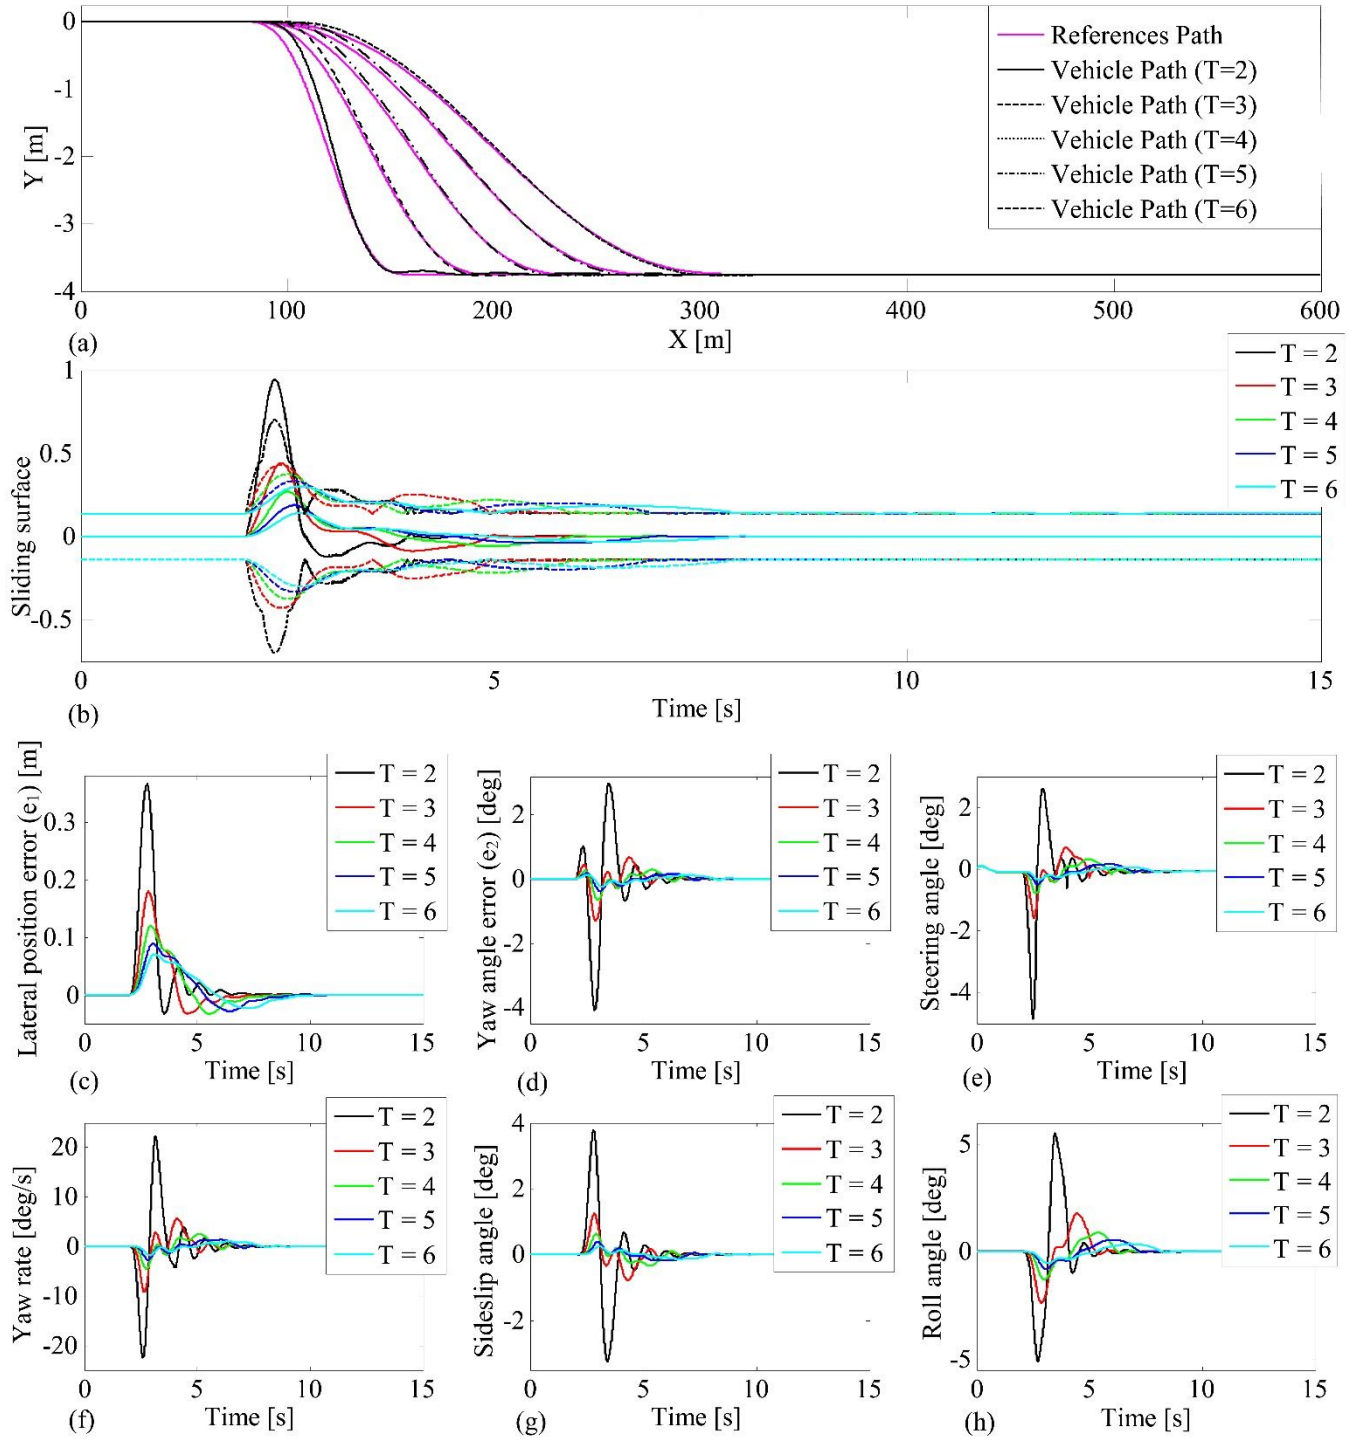 0
-1
-2
-3
-4
Y [m]
References Path
Vehicle Path (T=2)
Vehicle Path (T=3)
Vehicle Path (T=4)
Vehicle Path (T=5)
Vehicle Path (T=6)
0 100 200 300 400 500 600
X [m]
(a)
1
0.5
0
-0.5
Sliding surface
T = 2
T = 3
T = 4
T = 5
T = 6
0 5 10 15
Time [s]
(b)
Lateral position error (e₁) [m]
0.3
0.2
0.1
0
T = 2
T = 3
T = 4
T = 5
T = 6
0 5 10 15
Time [s]
(c)
Yaw angle error (e₂) [deg]
2
0
-2
-4
T = 2
T = 3
T = 4
T = 5
T = 6
0 5 10 15
Time [s]
(d)
Steering angle [deg]
2
0
-2
-4
T = 2
T = 3
T = 4
T = 5
T = 6
0 5 10 15
Time [s]
(e)
Yaw rate [deg/s]
20
10
0
-10
-20
T = 2
T = 3
T = 4
T = 5
T = 6
0 5 10 15
Time [s]
(f)
Sideslip angle [deg]
4
2
0
-2
T = 2
T = 3
T = 4
T = 5
T = 6
0 5 10 15
Time [s]
(g)
Roll angle [deg]
5
0
-5
T = 2
T = 3
T = 4
T = 5
T = 6
0 5 10 15
Time [s]
(h)